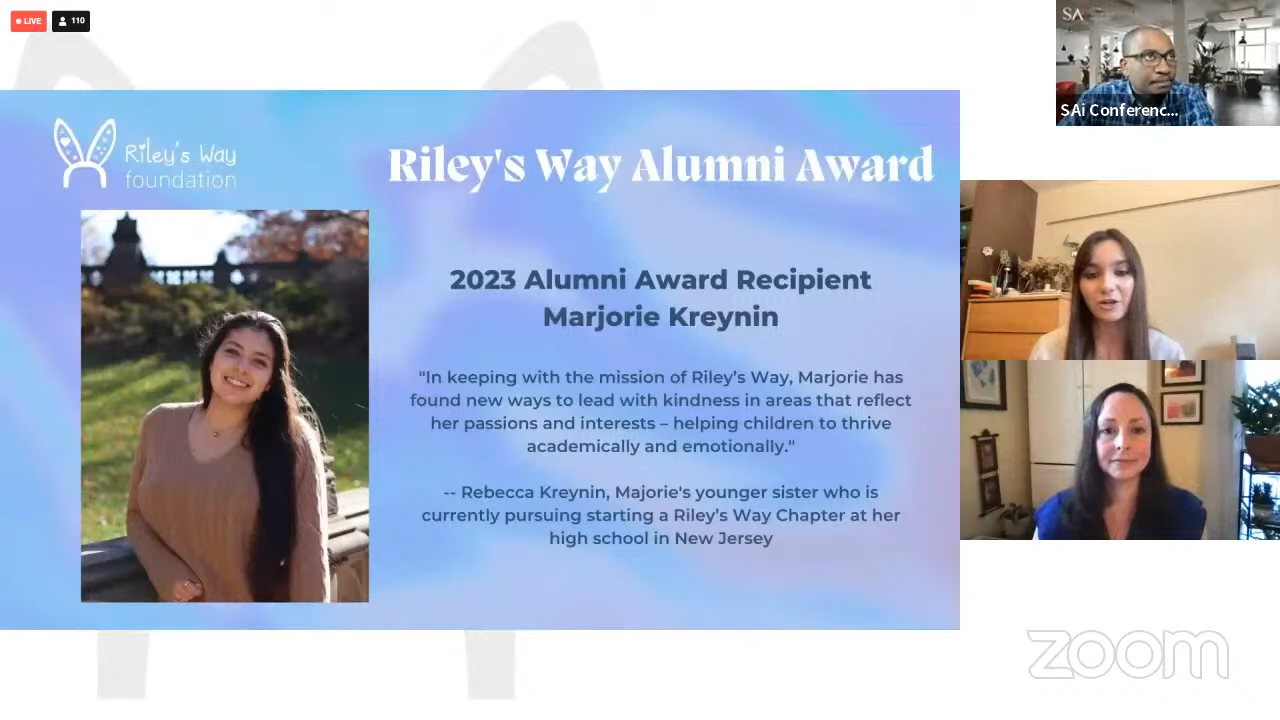 LIVE
110
SA
SAi Conferenc...
Riley's Way
foundation
Riley's Way Alumni Award
2023 Alumni Award Recipient
Marjorie Kreynin
"In keeping with the mission of Riley's Way, Marjorie has
found new ways to lead with kindness in areas that reflect
her passions and interests – helping children to thrive
academically and emotionally."
-- Rebecca Kreynin, Majorie's younger sister who is
currently pursuing starting a Riley's Way Chapter at her
high school in New Jersey
zoom